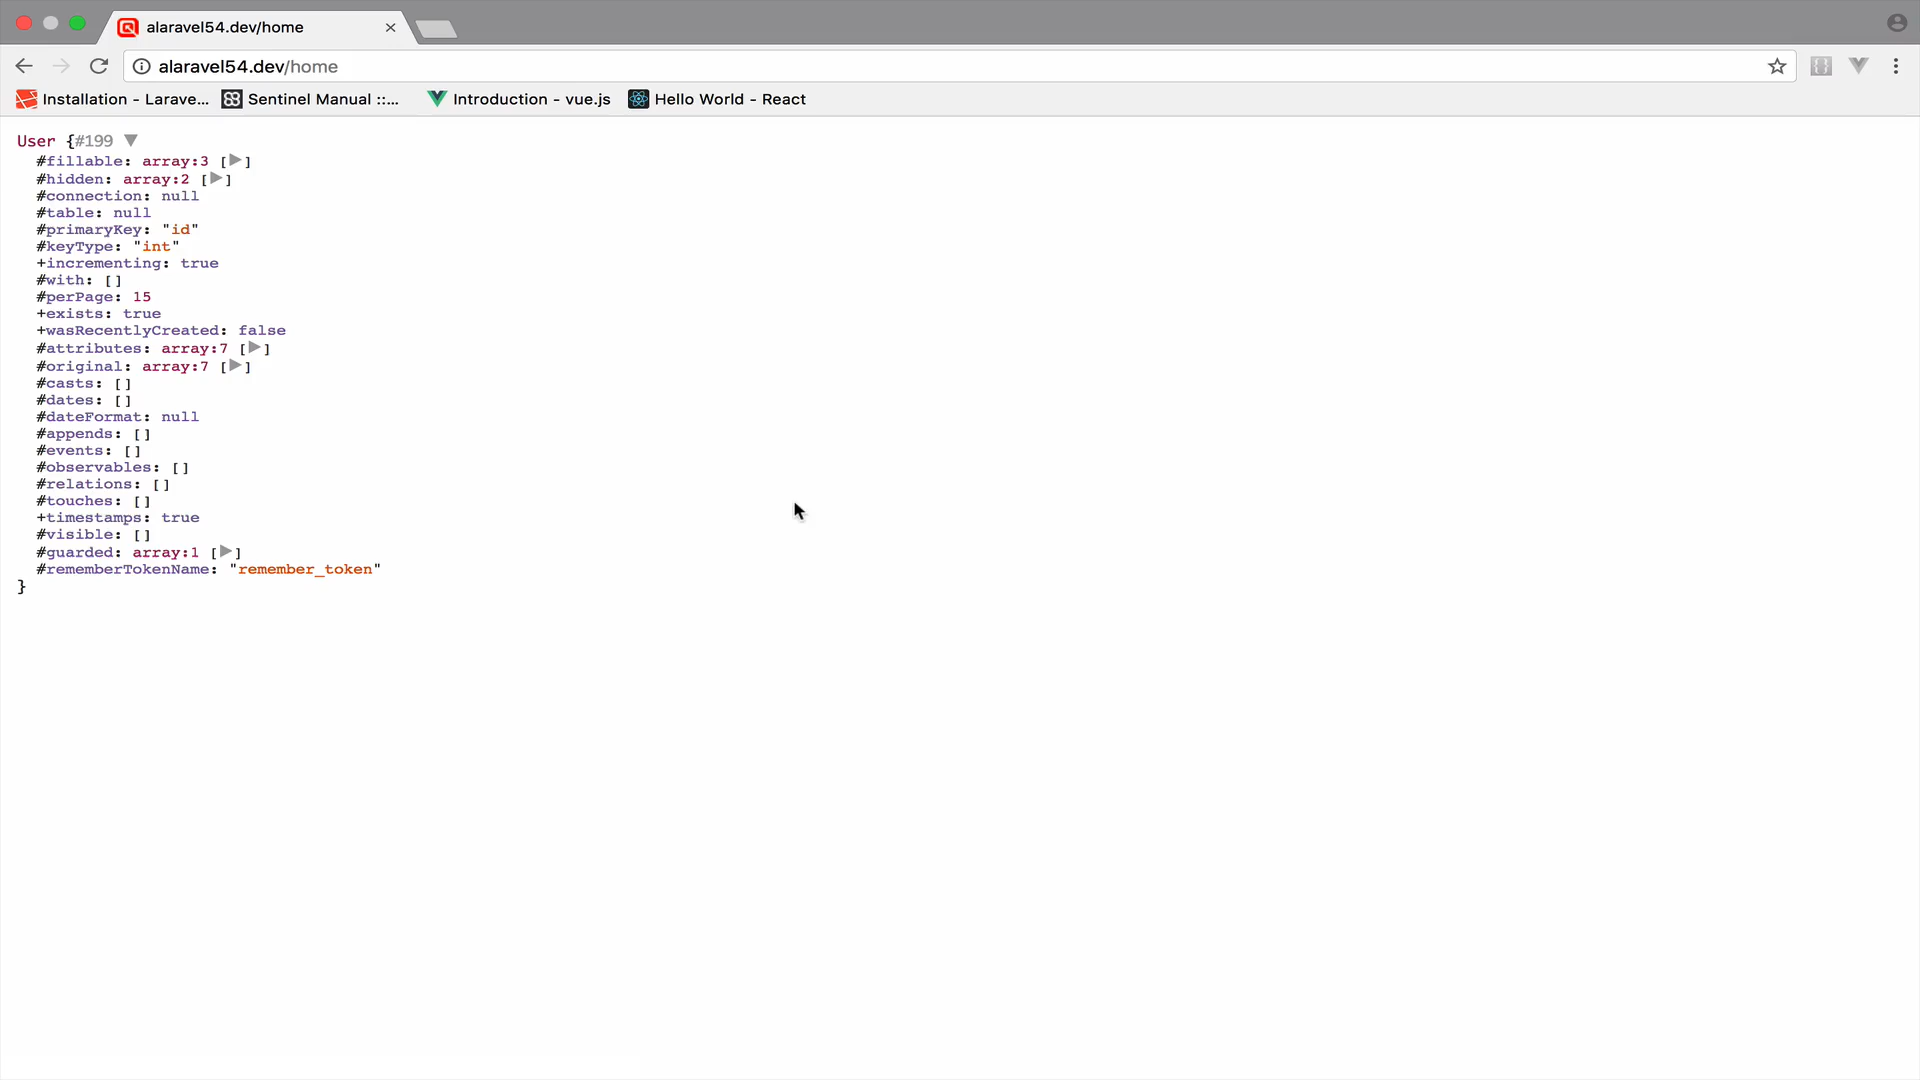 alaravel54.dev/home
alaravel54.dev/home
Installation - Larave... Sentinel Manual ::... Introduction - vue.js Hello World - React
User {#199 ▼
#fillable: array:3 [▶]
#hidden: array:2 [▶]
#connection: null
#table: null
#primaryKey: "id"
#keyType: "int"
+incrementing: true
#with: []
#perPage: 15
+exists: true
+wasRecentlyCreated: false
#attributes: array:7 [▶]
#original: array:7 [▶]
#casts: []
#dates: []
#dateFormat: null
#appends: []
#events: []
#observables: []
#relations: []
#touches: []
+timestamps: true
#visible: []
#guarded: array:1 [▶]
#rememberTokenName: "remember_token"
}